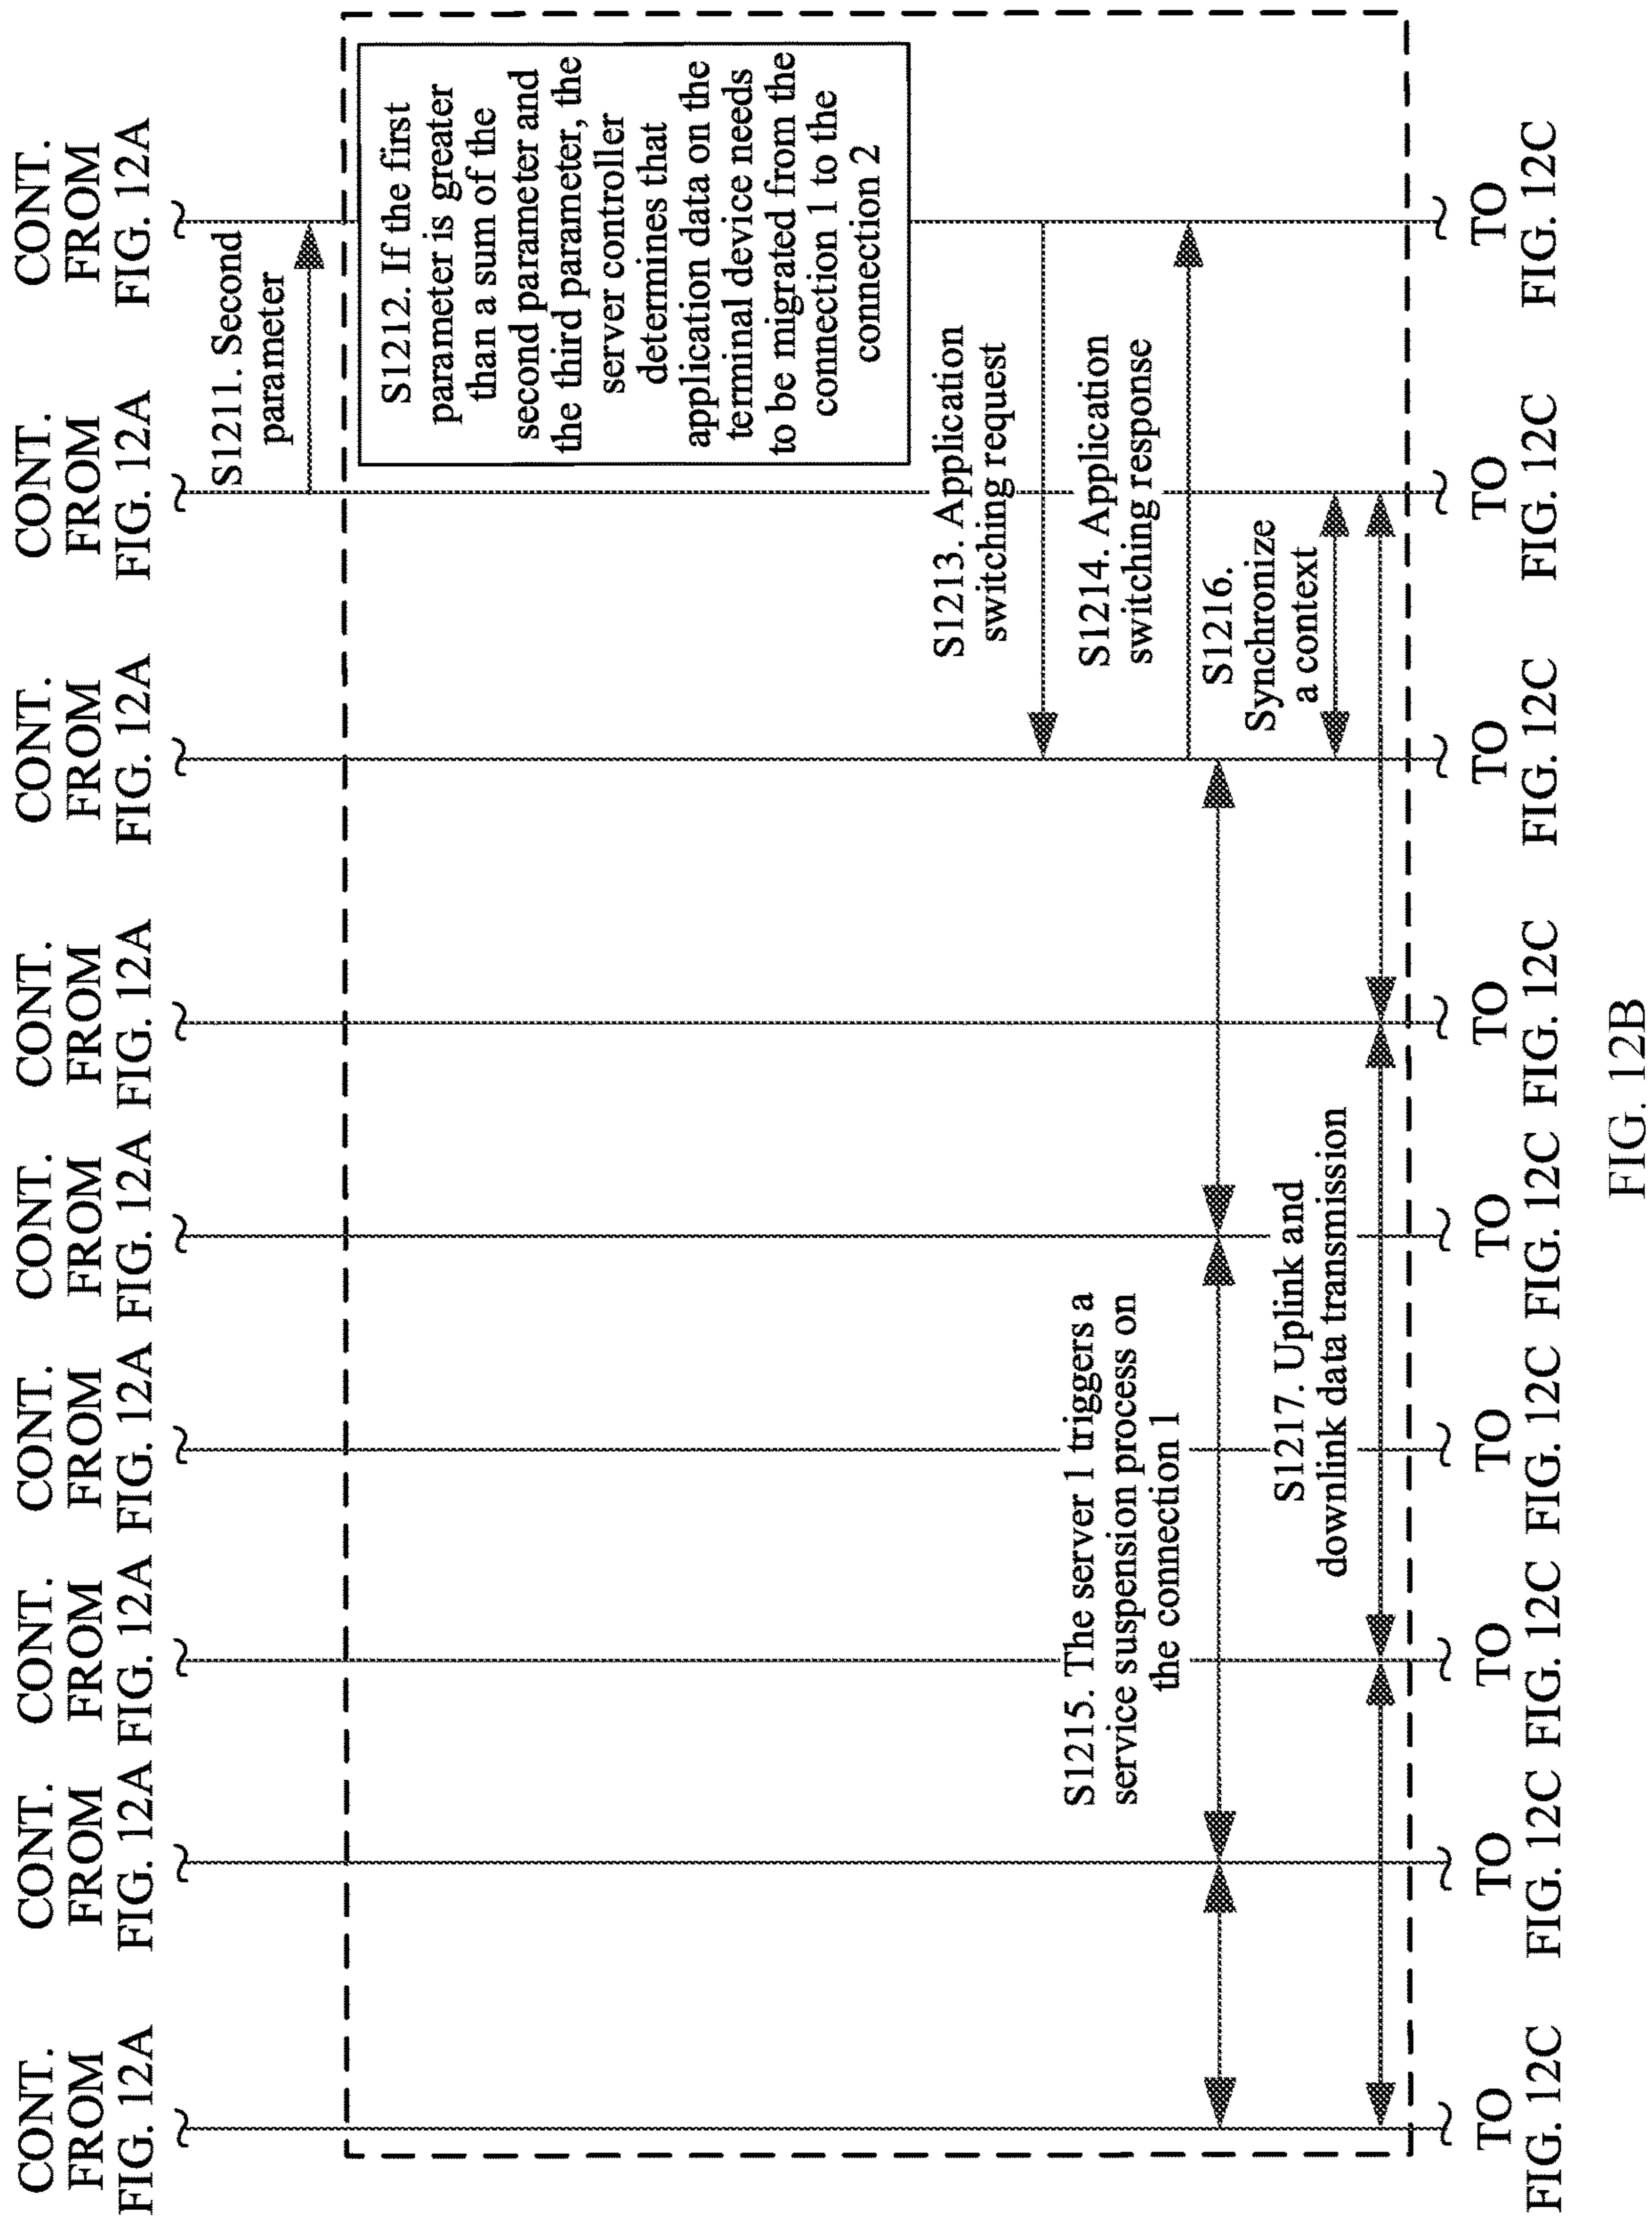 CONT.
FROM
FIG. 12A
CONT.
FROM
FIG. 12A
CONT.
FROM
FIG. 12A
CONT.
FROM
FIG. 12A
CONT.
FROM
FIG. 12A
CONT.
FROM
FIG. 12A
CONT.
FROM
FIG. 12A
CONT.
FROM
FIG. 12A
CONT.
FROM
FIG. 12A
S1211. Second
parameter
S1212. If the first
parameter is greater
than a sum of the
second parameter and
the third parameter, the
server controller
determines that
application data on the
terminal device needs
to be migrated from the
connection 1 to the
connection 2
S1213. Application
switching request
S1214. Application
switching response
S1215. The server 1 triggers a
service suspension process on
the connection 1
S1216.
Synchronize
a context
S1217. Uplink and
downlink data transmission
TO
FIG. 12C
TO
FIG. 12C
TO
FIG. 12C
TO
FIG. 12C
TO
FIG. 12C
TO
FIG. 12C
TO
FIG. 12C
TO
FIG. 12C
TO
FIG. 12C
FIG. 12B